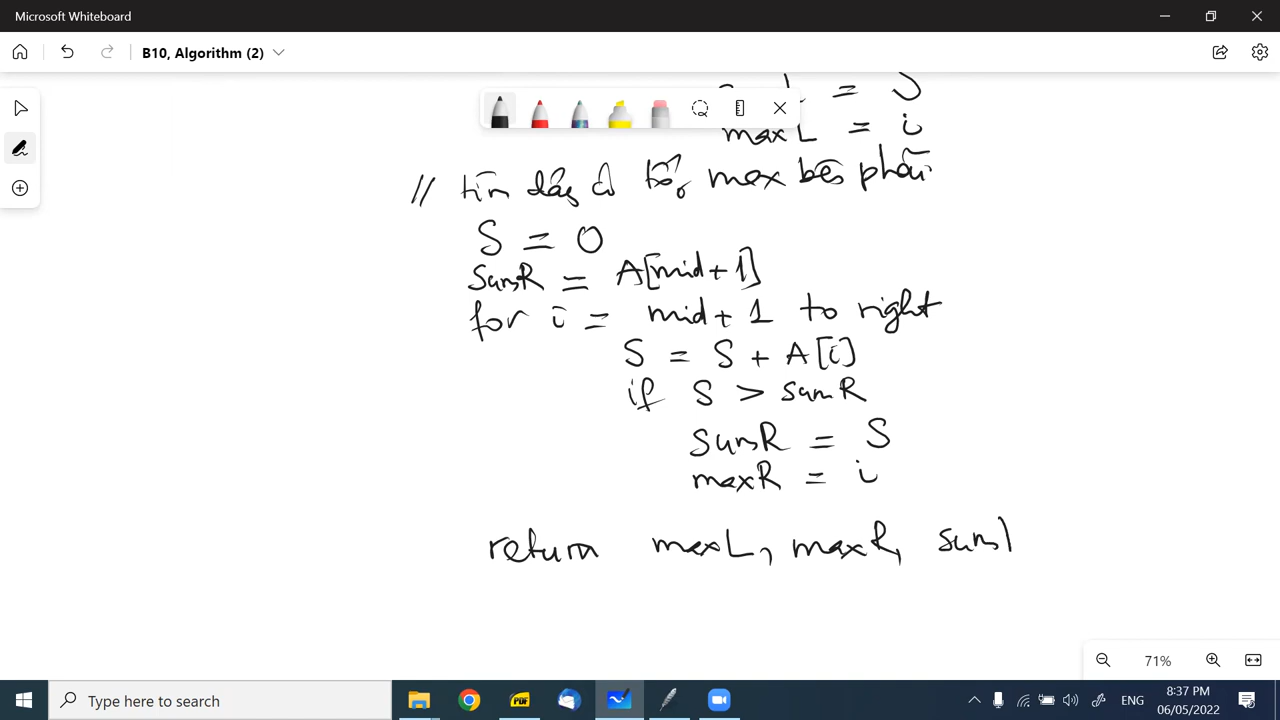 Microsoft Whiteboard
B10, Algorithm (2)
= S
maxL = i
// tìm dãy có tổng max bên phải
S = 0
sumR = A[mid+1]
for i = mid+1 to right
S = S + A[i]
if S > sumR
sumR = S
maxR = i
return maxL, maxR, sum
71%
Type here to search
PDF
ENG
8:37 PM
06/05/2022